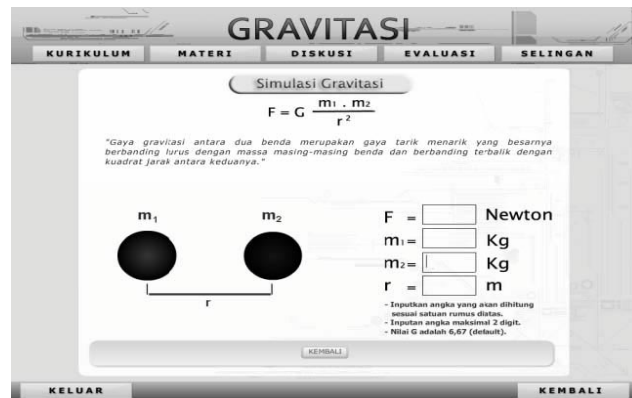 GRAVITASI
KURIKULUM MATERI DISKUSI EVALUASI SELINGAN
Simulasi Gravitasi
F = G m₁ . m₂ / r²
"Gaya gravitasi antara dua benda merupakan gaya tarik menarik yang besarnya
berbanding lurus dengan massa masing-masing benda dan berbanding terbalik dengan
kuadrat jarak antara keduanya."
m₁ m₂
r
F = Newton
m₁= Kg
m₂= Kg
r = m
- Inputkan angka yang akan dihitung
sesuai satuan rumus diatas.
- Inputan angka maksimal 2 digit.
- Nilai G adalah 6,67 (default).
KEMBALI
KELUAR KEMBALI